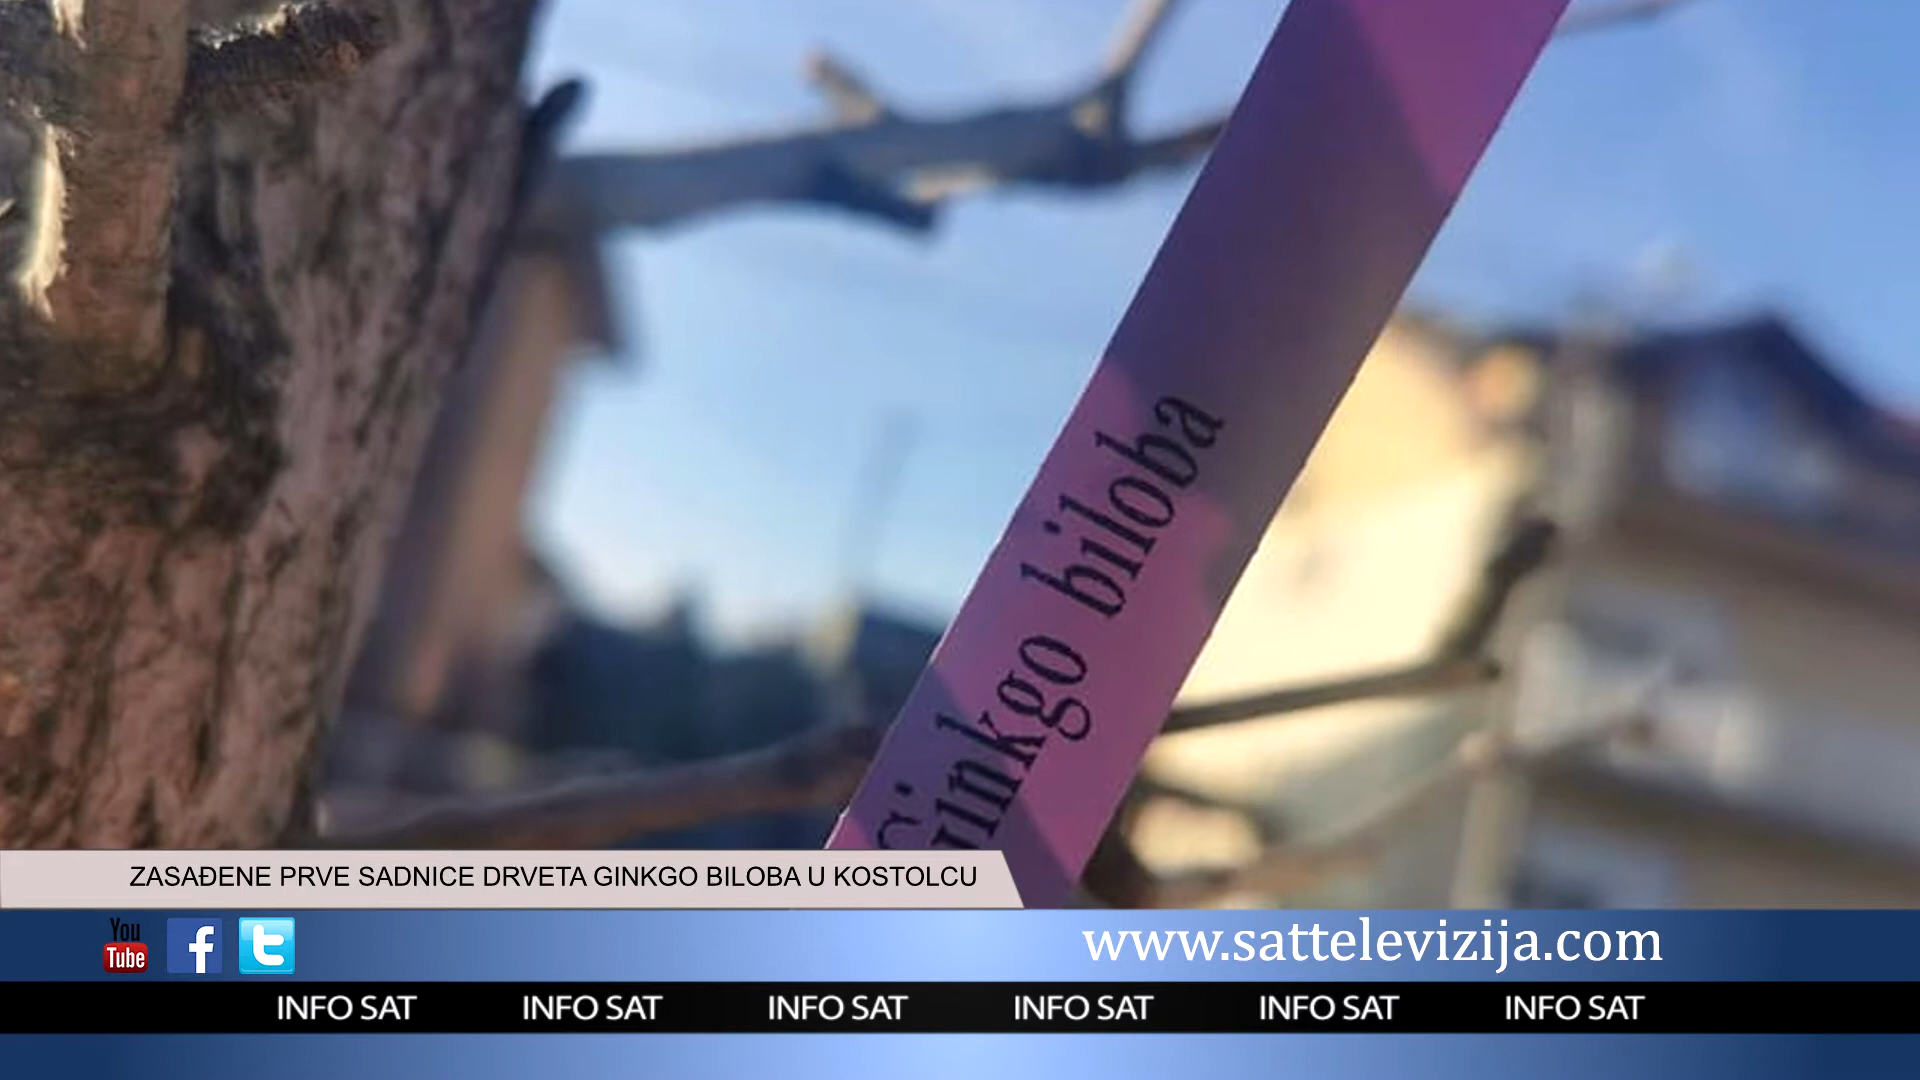 Ginkgo biloba
ZASAĐENE PRVE SADNICE DRVETA GINKGO BILOBA U KOSTOLCU
You
Tube
www.sattelevizija.com
INFO SAT INFO SAT INFO SAT INFO SAT INFO SAT INFO SAT